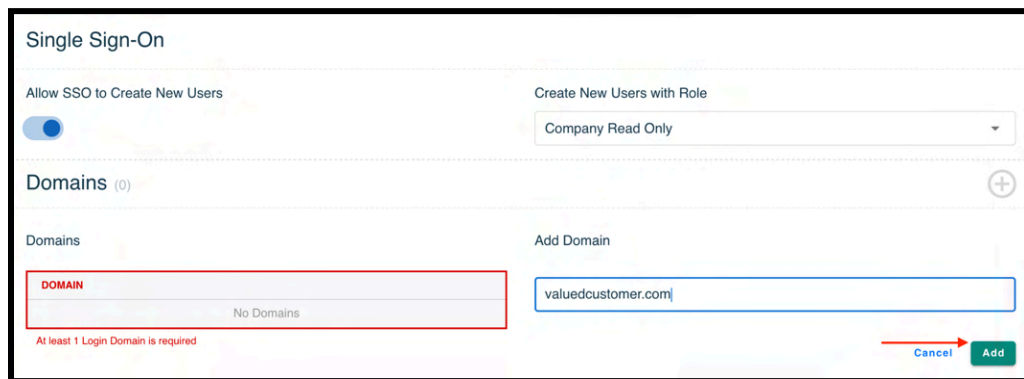 Single Sign-On
Allow SSO to Create New Users
Create New Users with Role
Company Read Only
Domains (0)
Domains
Add Domain
DOMAIN
No Domains
valuedcustomer.com
At least 1 Login Domain is required
Cancel
Add